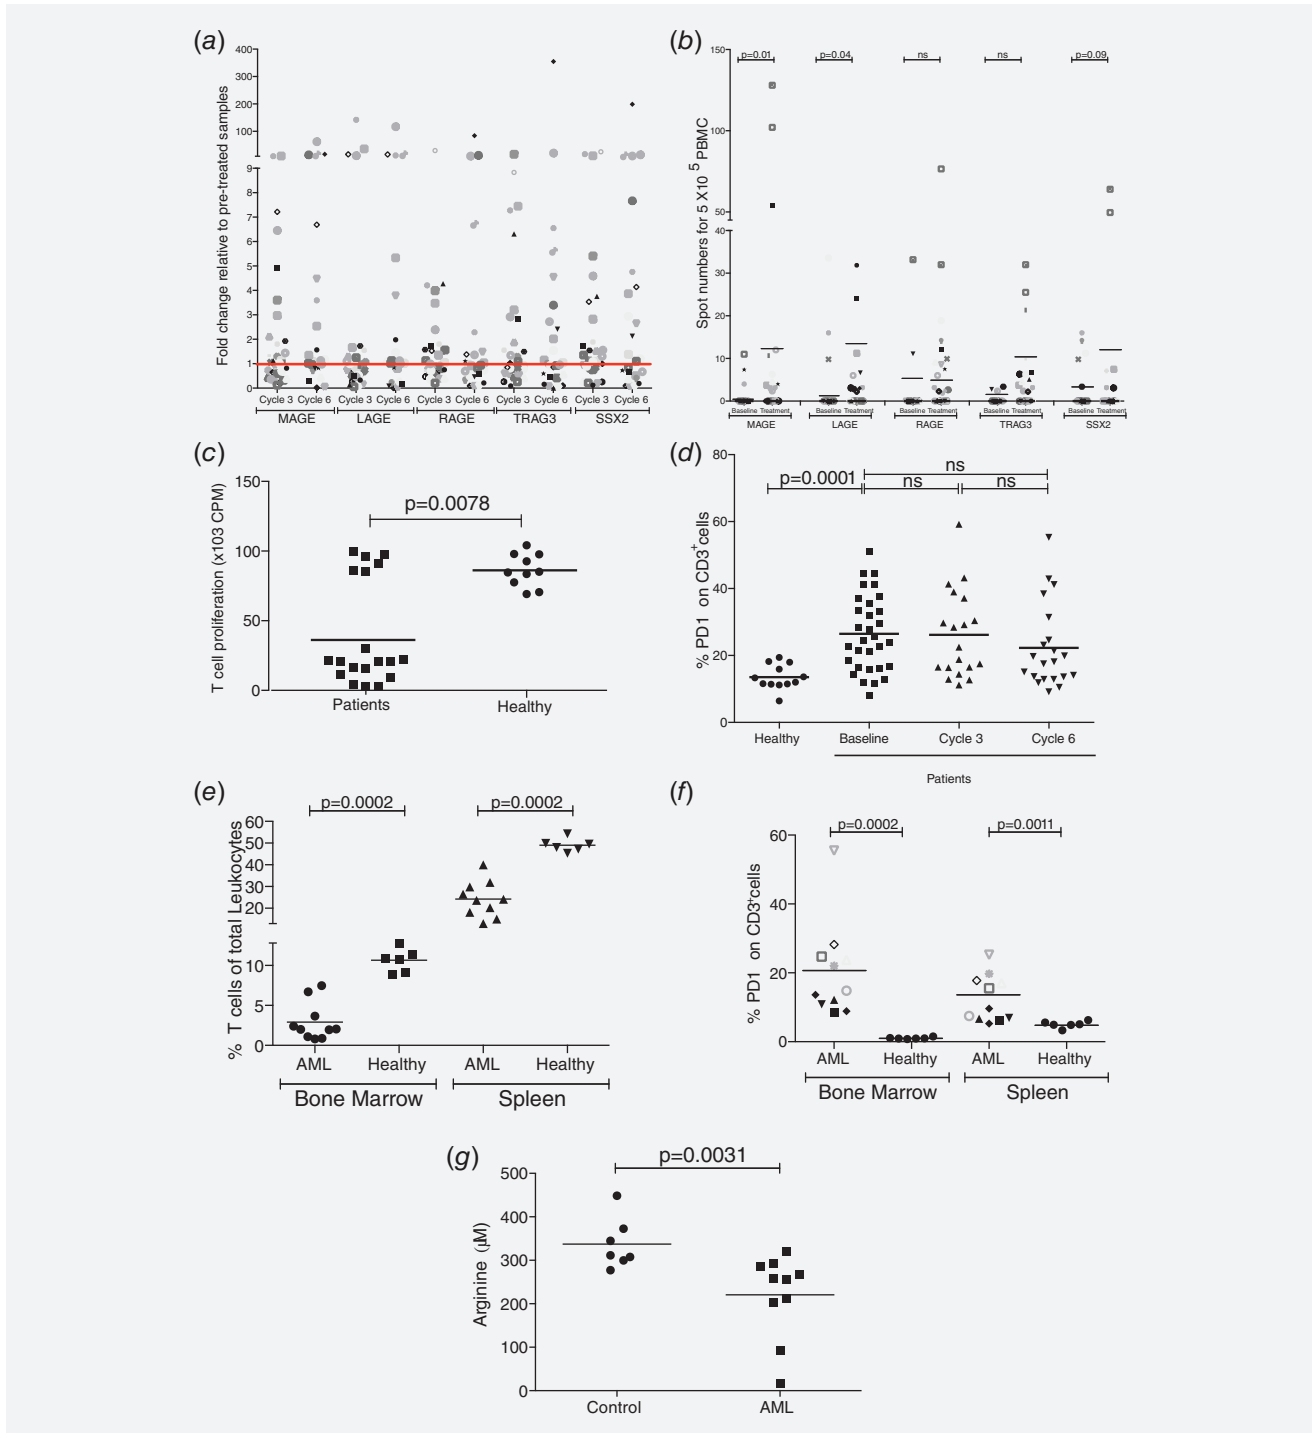 (a)
400
300
200
100
9
8
7
6
5
4
3
2
1
0
Fold change relative to pre-treated samples
Cycle 3 Cycle 6 Cycle 3 Cycle 6 Cycle 3 Cycle 6 Cycle 3 Cycle 6 Cycle 3 Cycle 6
MAGE LAGE RAGE TRAG3 SSX2
(b)
p=0.01 p=0.04 ns ns p=0.09
150
100
50
40
30
20
10
0
Spot numbers for 5 X10 5 PBMC
Baseline Treatment Baseline Treatment Baseline Treatment Baseline Treatment Baseline Treatment
MAGE LAGE RAGE TRAG3 SSX2
(c)
p=0.0078
150
100
50
0
T cell proliferation (x103 CPM)
Patients Healthy
(d)
ns
p=0.0001 ns ns
80
60
40
20
0
% PD1 on CD3+cells
Healthy Baseline Cycle 3 Cycle 6
Patients
(e)
p=0.0002 p=0.0002
60
50
40
30
20
10
5
0
% T cells of total Leukocytes
AML Healthy AML Healthy
Bone Marrow Spleen
(f)
p=0.0002 p=0.0011
60
40
20
0
% PD1 on CD3+cells
AML Healthy AML Healthy
Bone Marrow Spleen
(g)
p=0.0031
500
400
300
200
100
0
Arginine (μM)
Control AML